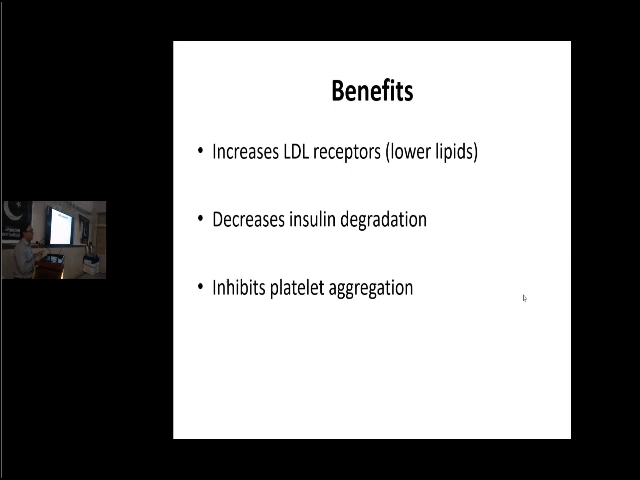 Benefits
• Increases LDL receptors (lower lipids)
• Decreases insulin degradation
• Inhibits platelet aggregation